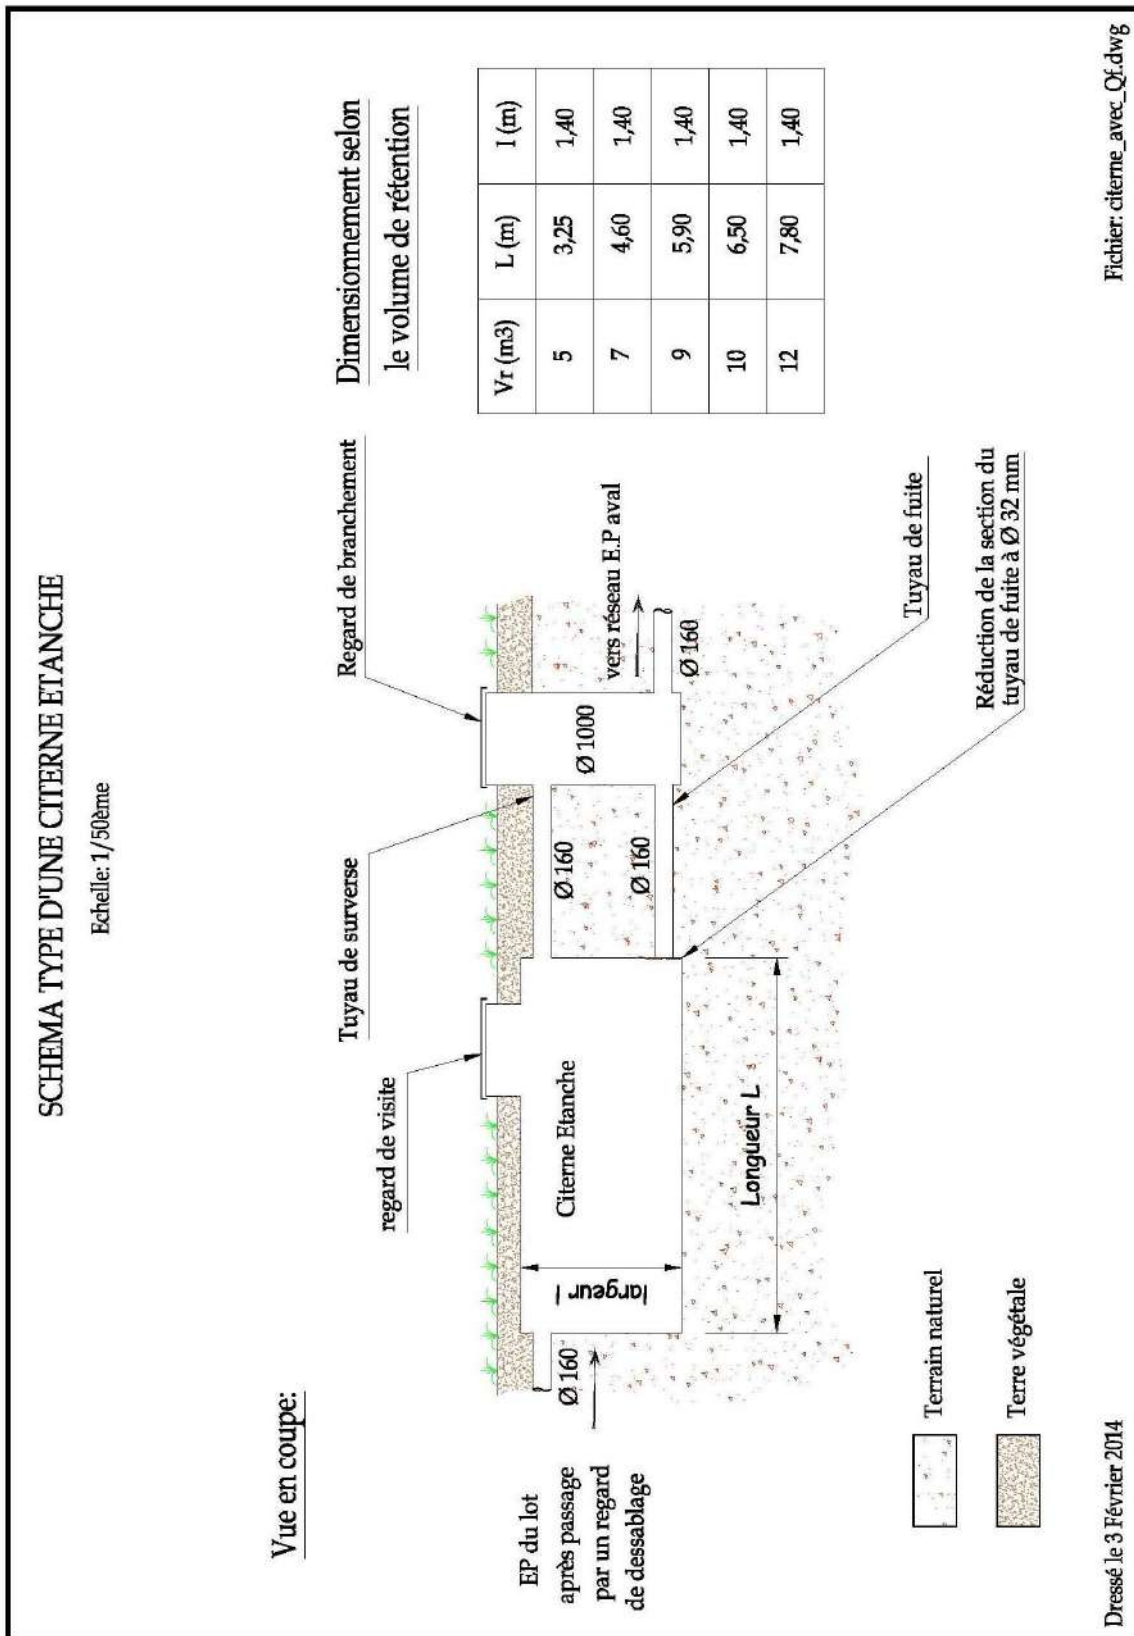 SCHEMA TYPE D'UNE CITERNE ETANCHE
Echelle: 1/50ème
Vue en coupe:
Dimensionnement selon
le volume de rétention
Vr (m3) L (m) l (m)
5 3,25 1,40
7 4,60 1,40
9 5,90 1,40
10 6,50 1,40
12 7,80 1,40
regard de visite
Tuyau de surverse
Regard de branchement
EP du lot
après passage
par un regard
de dessablage
Ø 160
largeur l
Citerne Etanche
Longueur L
Ø 160
Ø 160
Ø 1000
vers réseau E.P aval
Ø 160
Tuyau de fuite
Réduction de la section du
tuyau de fuite à Ø 32 mm
Terrain naturel
Terre végétale
Dressé le 3 Février 2014
Fichier: citerne_avec_Qf.dwg